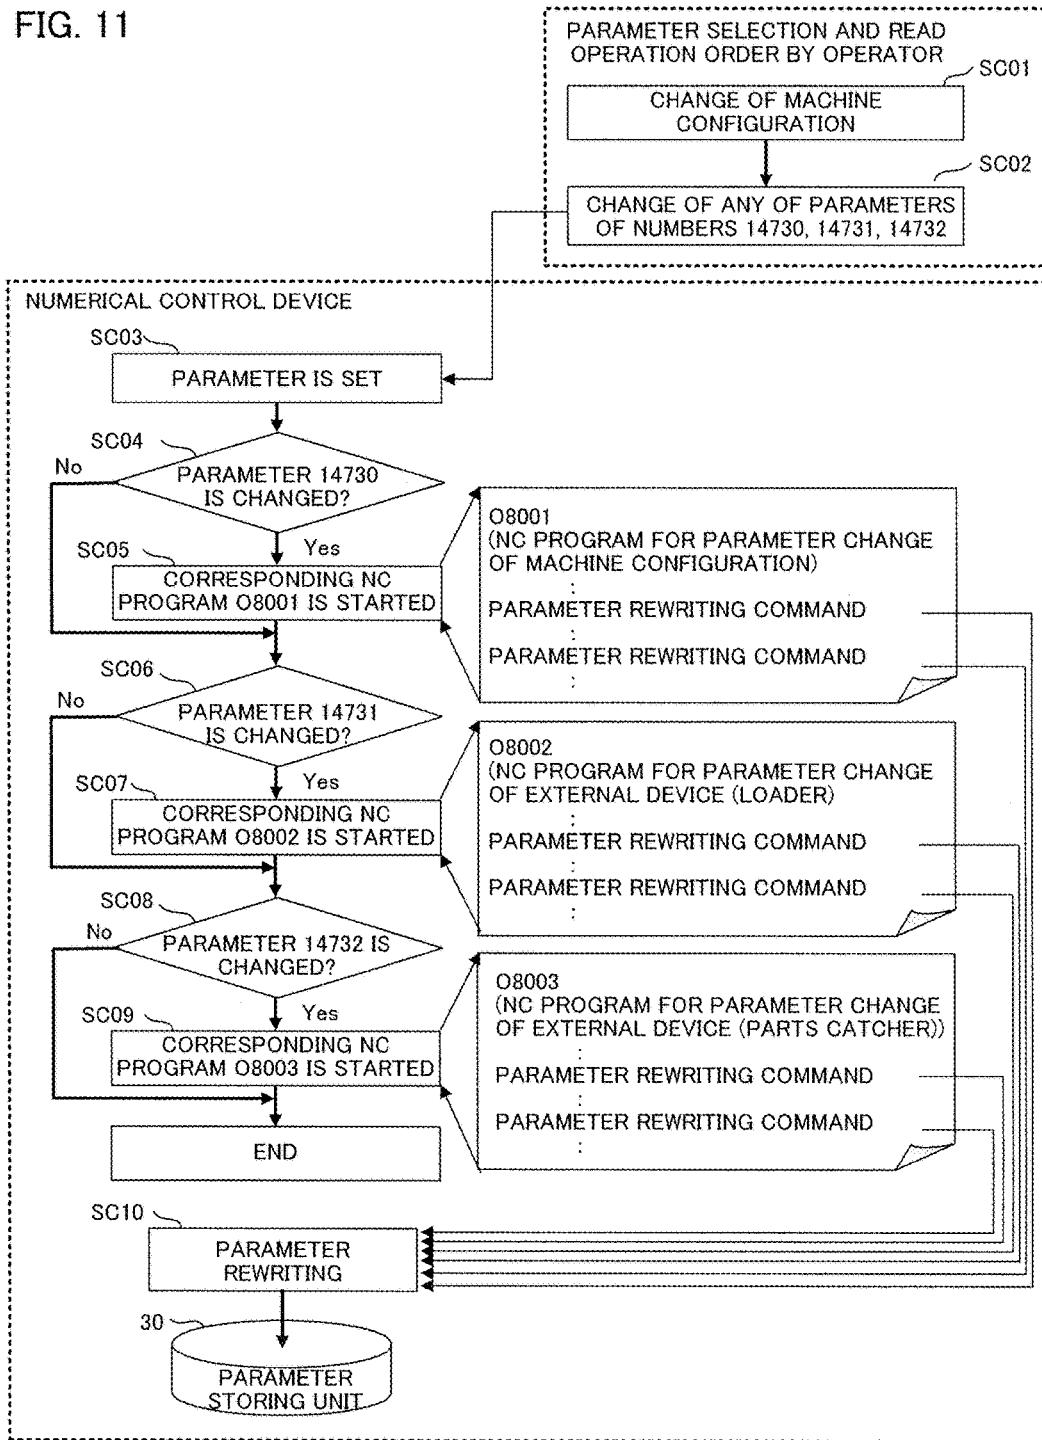 FIG. 11
PARAMETER SELECTION AND READ
OPERATION ORDER BY OPERATOR
SC01
CHANGE OF MACHINE
CONFIGURATION
SC02
CHANGE OF ANY OF PARAMETERS
OF NUMBERS 14730, 14731, 14732
NUMERICAL CONTROL DEVICE
SC03
PARAMETER IS SET
SC04
No
PARAMETER 14730
IS CHANGED?
Yes
SC05
CORRESPONDING NC
PROGRAM O8001 IS STARTED
O8001
(NC PROGRAM FOR PARAMETER CHANGE
OF MACHINE CONFIGURATION)
:
PARAMETER REWRITING COMMAND
:
PARAMETER REWRITING COMMAND
:
SC06
No
PARAMETER 14731
IS CHANGED?
Yes
SC07
CORRESPONDING NC
PROGRAM O8002 IS STARTED
O8002
(NC PROGRAM FOR PARAMETER CHANGE
OF EXTERNAL DEVICE (LOADER)
:
PARAMETER REWRITING COMMAND
:
PARAMETER REWRITING COMMAND
:
SC08
No
PARAMETER 14732 IS
CHANGED?
Yes
SC09
CORRESPONDING NC
PROGRAM O8003 IS STARTED
O8003
(NC PROGRAM FOR PARAMETER CHANGE
OF EXTERNAL DEVICE (PARTS CATCHER))
:
PARAMETER REWRITING COMMAND
:
PARAMETER REWRITING COMMAND
:
END
SC10
PARAMETER
REWRITING
30
PARAMETER
STORING UNIT